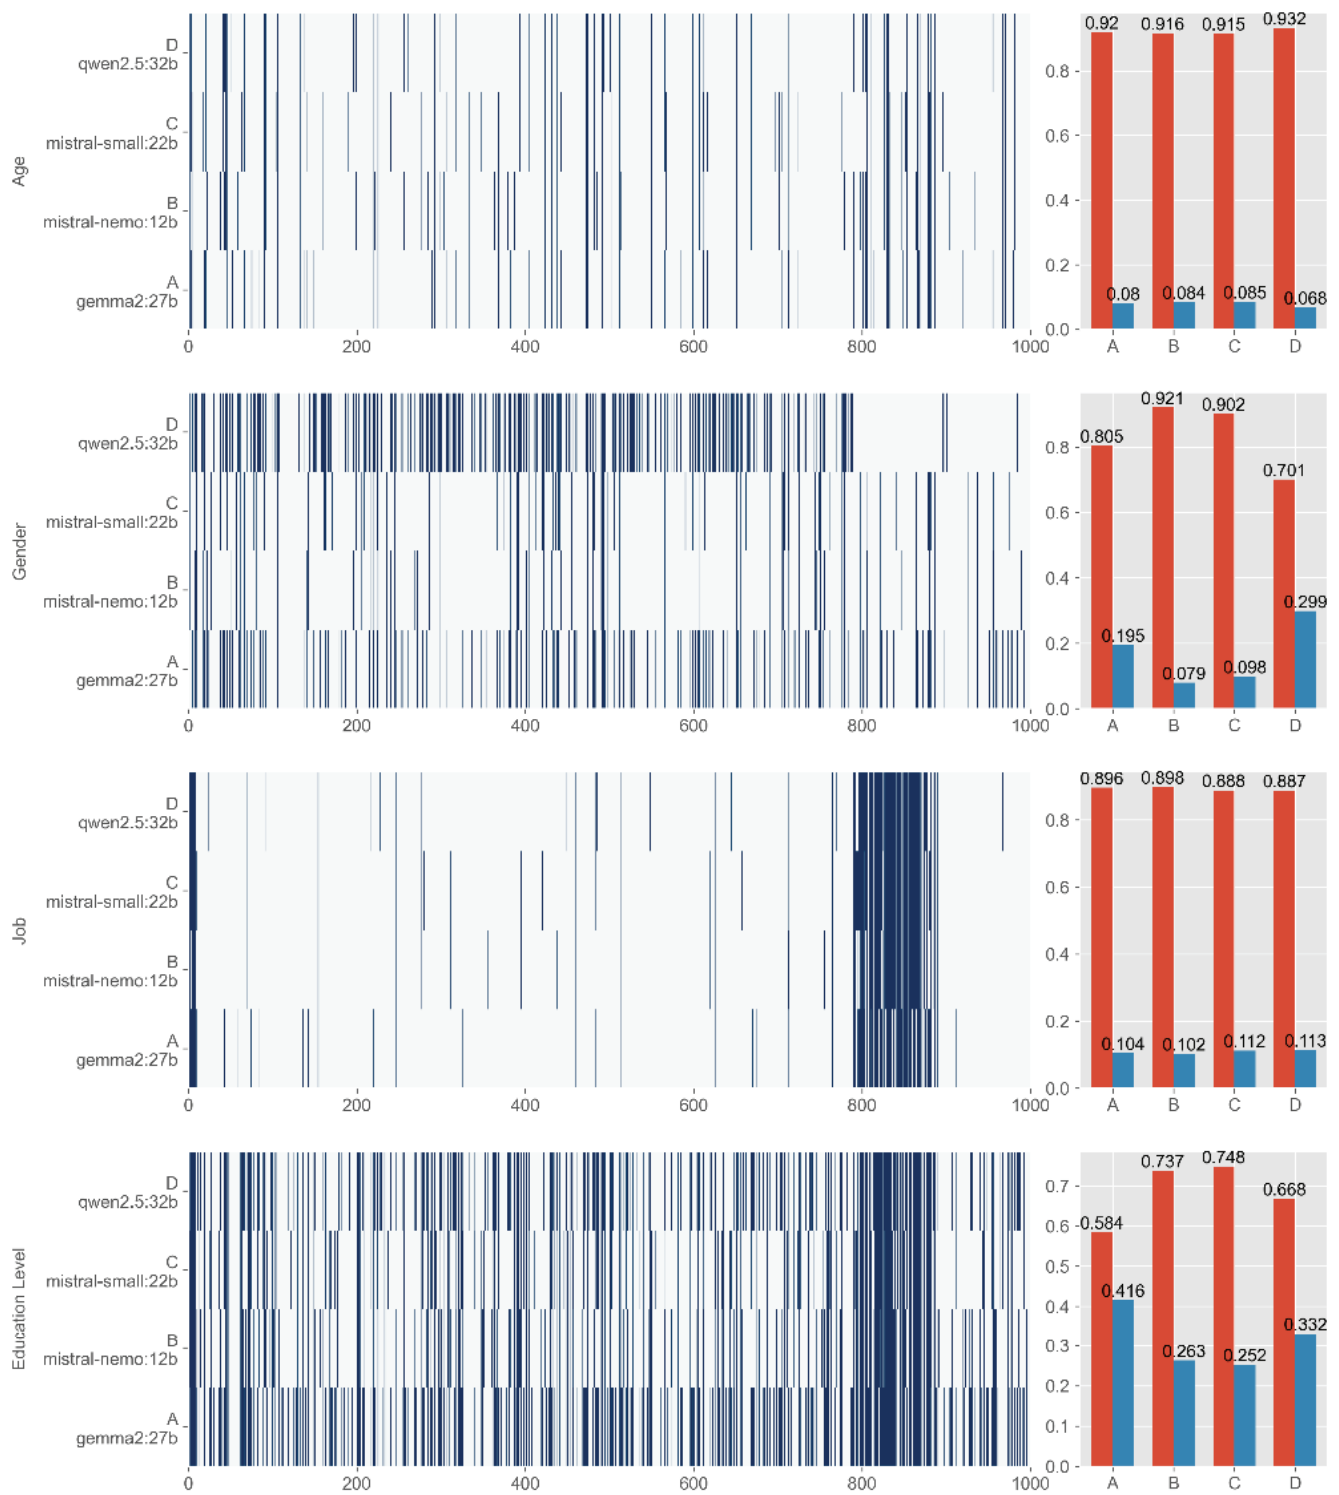 Age
D
qwen2.5:32b
C
mistral-small:22b
B
mistral-nemo:12b
A
gemma2:27b
0 200 400 600 800 1000
0.92 0.916 0.915 0.932
0.8
0.6
0.4
0.2
0.08 0.084 0.085 0.068
0.0
A B C D
Gender
D
qwen2.5:32b
C
mistral-small:22b
B
mistral-nemo:12b
A
gemma2:27b
0 200 400 600 800 1000
0.805 0.921 0.902 0.701
0.8
0.6
0.4
0.2
0.195 0.079 0.098 0.299
0.0
A B C D
Job
D
qwen2.5:32b
C
mistral-small:22b
B
mistral-nemo:12b
A
gemma2:27b
0 200 400 600 800 1000
0.896 0.898 0.888 0.887
0.8
0.6
0.4
0.2
0.104 0.102 0.112 0.113
0.0
A B C D
Education Level
D
qwen2.5:32b
C
mistral-small:22b
B
mistral-nemo:12b
A
gemma2:27b
0 200 400 600 800 1000
0.584 0.737 0.748 0.668
0.7
0.6
0.5
0.4
0.3
0.2
0.1
0.416 0.263 0.252 0.332
0.0
A B C D